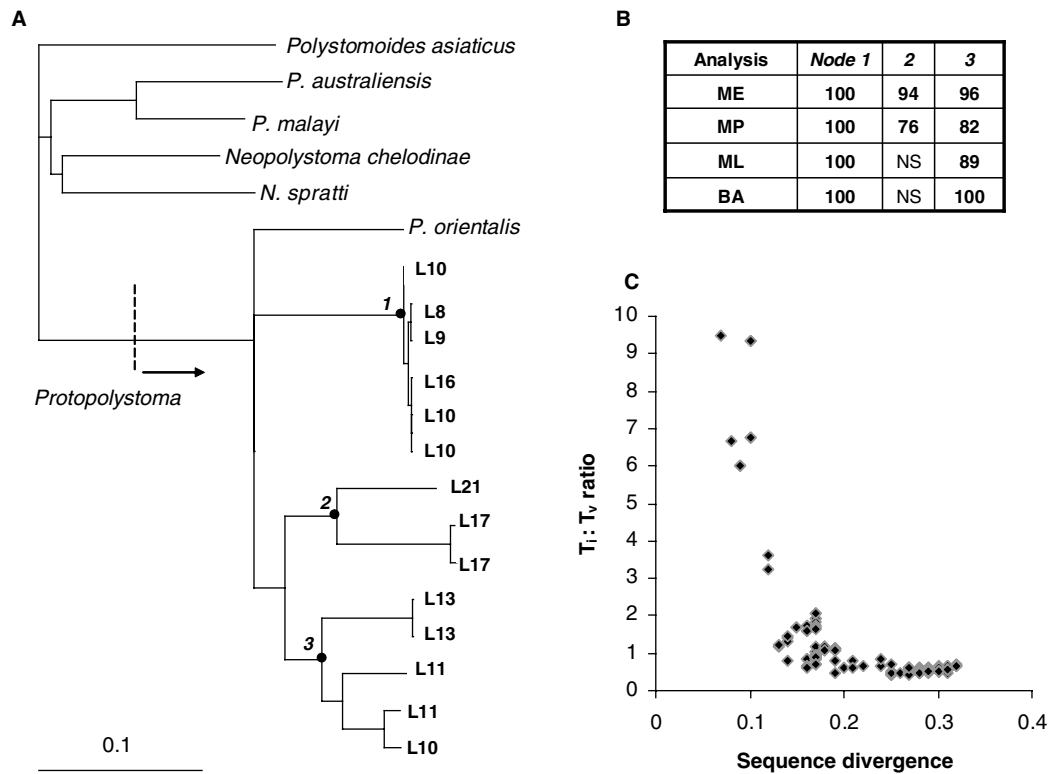 A
Polystomoides asiaticus
P. australiensis
P. malayi
Neopolystoma chelodinae
N. spratti
P. orientalis
L10
1
L8
L9
L16
L10
L10
Protopolystoma
L21
2
L17
L17
L13
L13
3
L11
L11
L10
0.1
B
Analysis Node 1 2 3
ME 100 94 96
MP 100 76 82
ML 100 NS 89
BA 100 NS 100
C
10
9
8
7
6
5
4
3
2
1
0
Ti : Tv ratio
0 0.1 0.2 0.3 0.4
Sequence divergence